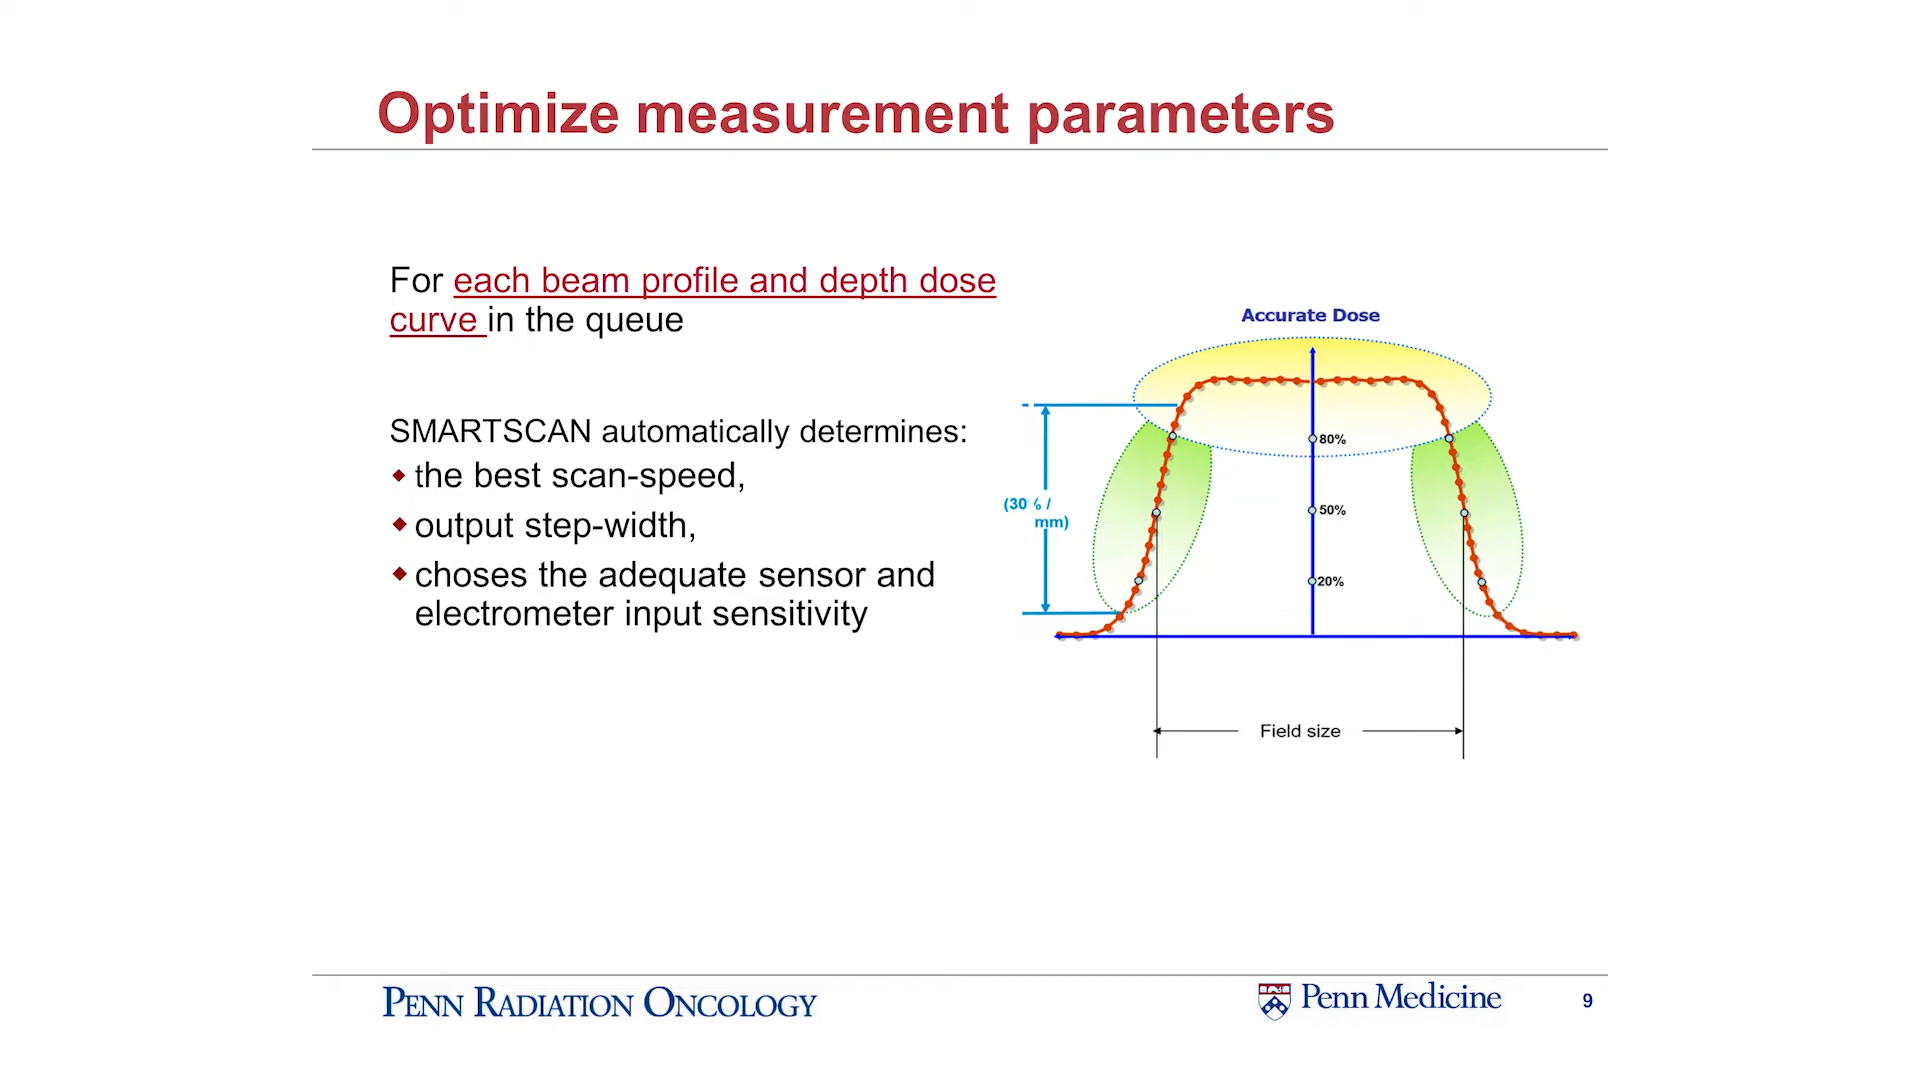 Optimize measurement parameters
For each beam profile and depth dose
curve in the queue
SMARTSCAN automatically determines:
the best scan-speed,
output step-width,
choses the adequate sensor and
electrometer input sensitivity
Accurate Dose
80%
(30% /
mm)
50%
20%
Field size
PENN RADIATION ONCOLOGY
Penn Medicine
9